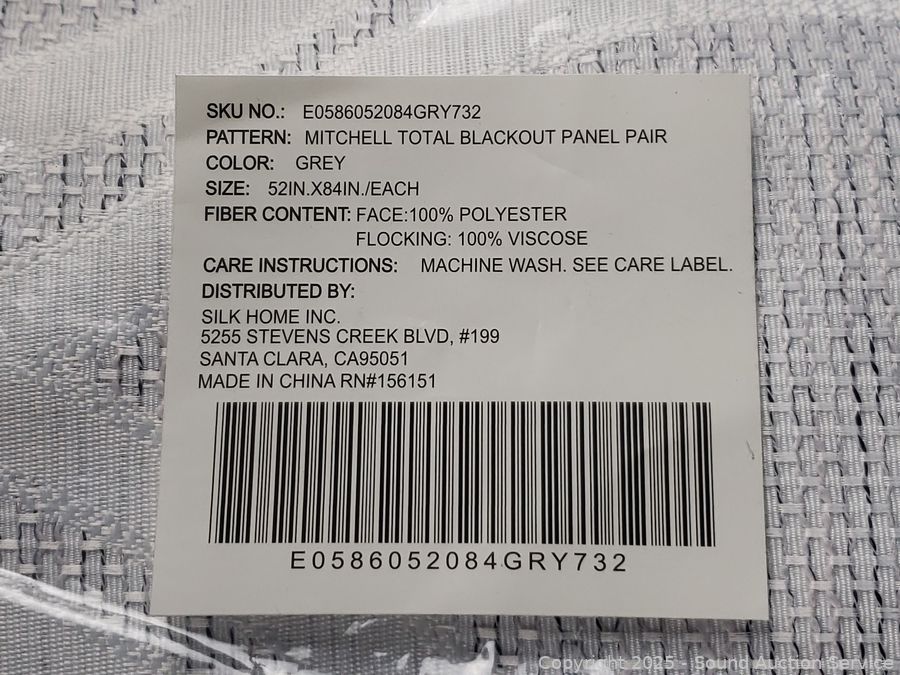 SKU NO.: E0586052084GRY732
PATTERN: MITCHELL TOTAL BLACKOUT PANEL PAIR
COLOR: GREY
SIZE: 52IN.X84IN./EACH
FIBER CONTENT: FACE:100% POLYESTER
FLOCKING: 100% VISCOSE
CARE INSTRUCTIONS: MACHINE WASH. SEE CARE LABEL.
DISTRIBUTED BY:
SILK HOME INC.
5255 STEVENS CREEK BLVD, #199
SANTA CLARA, CA95051
MADE IN CHINA RN#156151
E0586052084GRY732
Copyright 2025 - Sound Auction Service